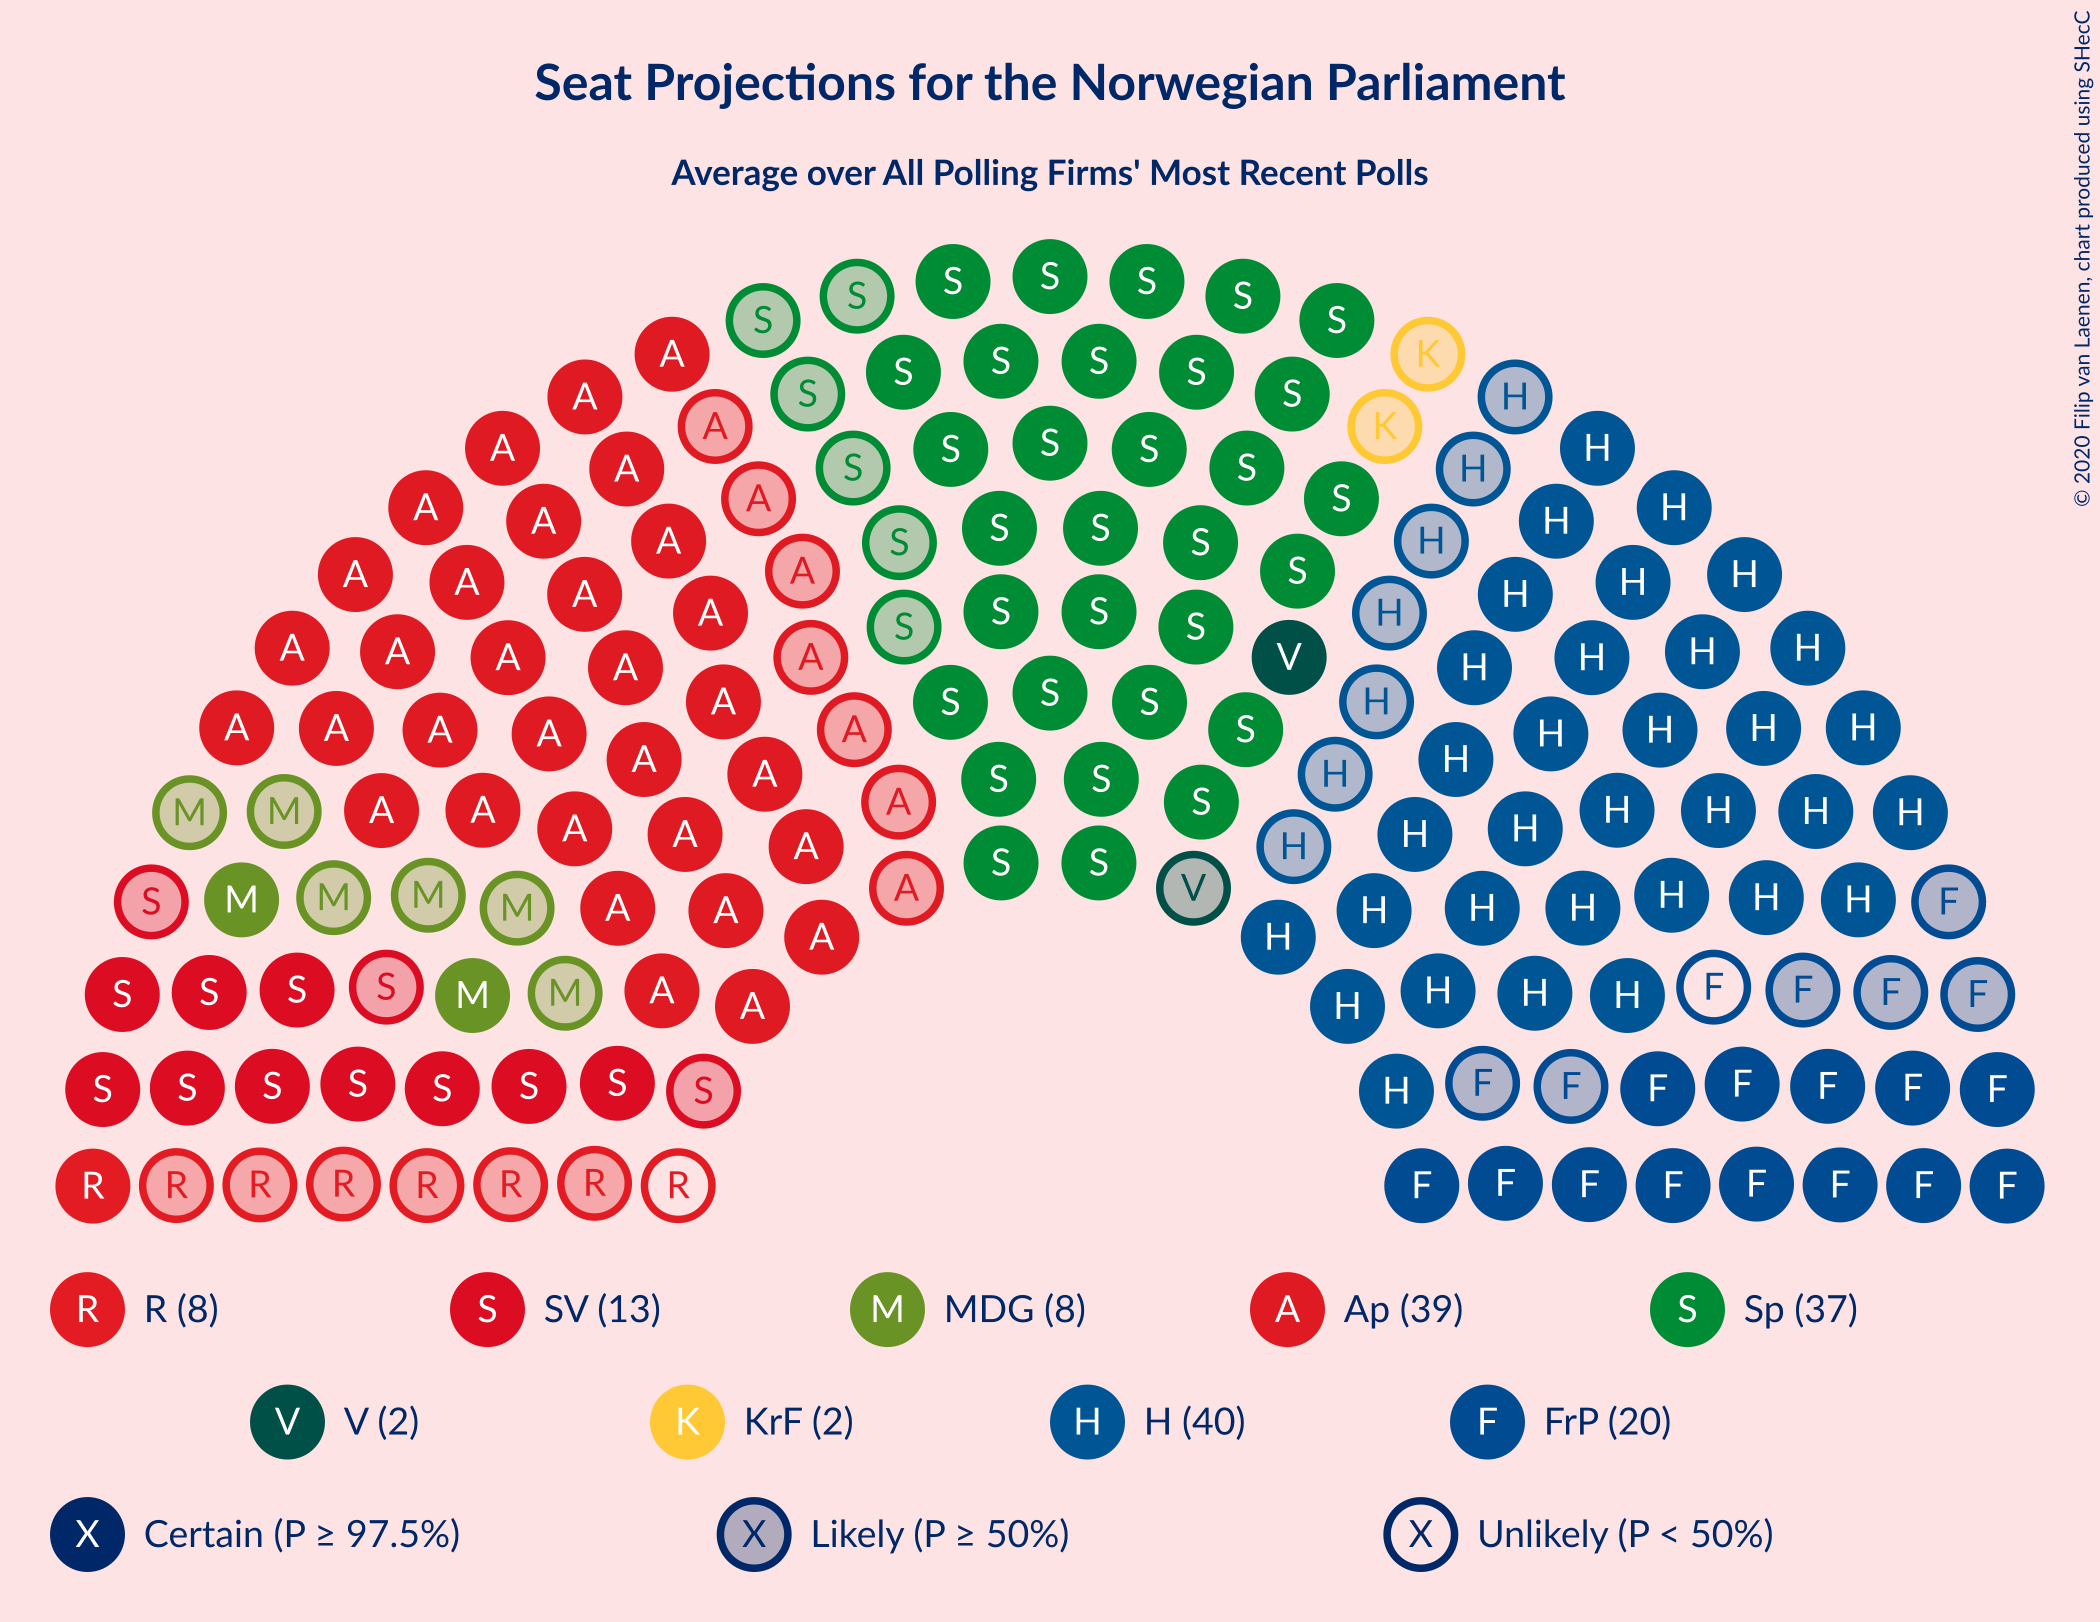 Seat Projections for the Norwegian Parliament
Average over All Polling Firms' Most Recent Polls
© 2020 Filip van Laenen, chart produced using SHecC
S S S S S S S
A S S S S S K
A A S S S S S K H
A A A S S S S S H H
A A A A S S S S S H H H
A A A A A S S S V H H H H
A A A A A S S S S H H H H H
A A A A A A S S S H H H H H H
M M A A A A A S S V H H H H H H H
S M M M M A A A H H H H H H H F
S S S S M M A A H H H H F F F F
S S S S S S S S H F F F F F F F
R R R R R R R R F F F F F F F F
R R (8) S SV (13) M MDG (8) A Ap (39) S Sp (37)
V V (2) K KrF (2) H H (40) F FrP (20)
X Certain (P ≥ 97.5%) X Likely (P ≥ 50%) X Unlikely (P < 50%)